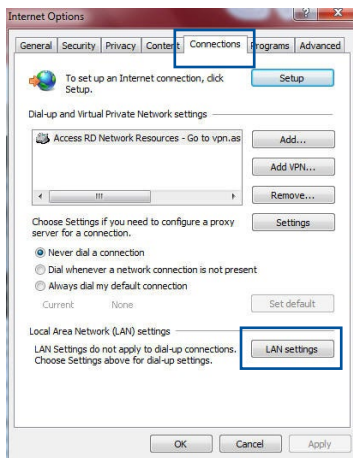 Internet Options
General Security Privacy Content Connections Programs Advanced
To set up an Internet connection, click Setup.
Setup
Dial-up and Virtual Private Network settings
Access RD Network Resources - Go to vpn.as
Add...
Add VPN...
Remove...
Choose Settings if you need to configure a proxy
server for a connection.
Settings
Never dial a connection
Dial whenever a network connection is not present
Always dial my default connection
Current None
Set default
Local Area Network (LAN) settings
LAN Settings do not apply to dial-up connections.
Choose Settings above for dial-up settings.
LAN settings
OK Cancel Apply